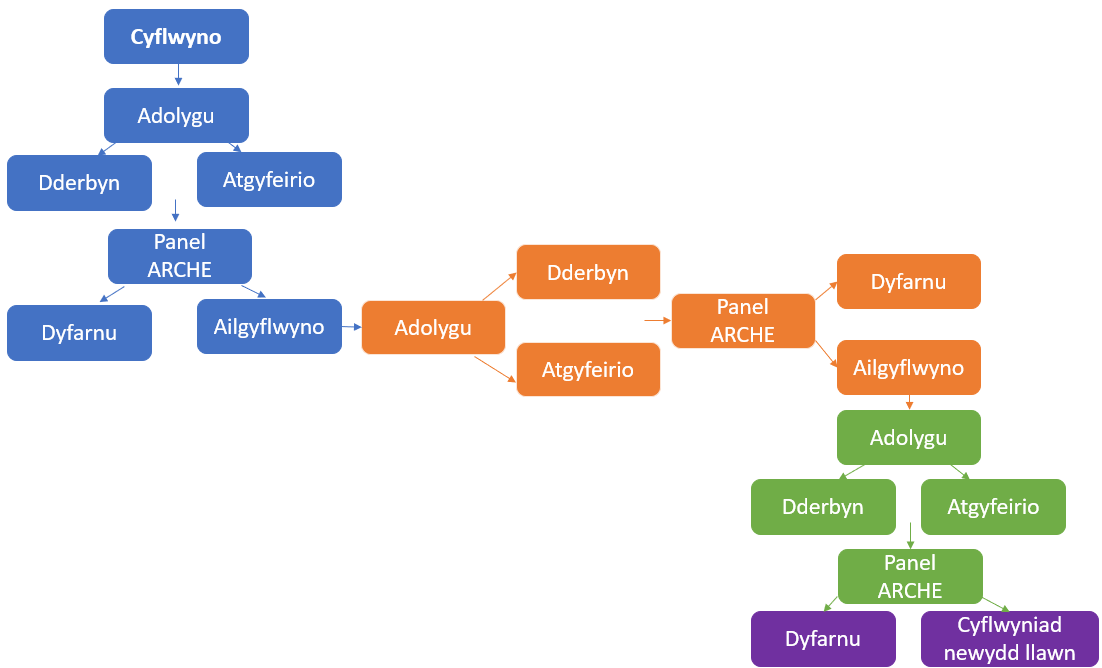 Cyflwyno
Adolygu
Dderbyn
Atgyfeirio
Panel
ARCHE
Dyfarnu
Ailgyflwyno
Adolygu
Dderbyn
Atgyfeirio
Panel
ARCHE
Dyfarnu
Ailgyflwyno
Adolygu
Dderbyn
Atgyfeirio
Panel
ARCHE
Dyfarnu
Cyflwyniad
newydd llawn